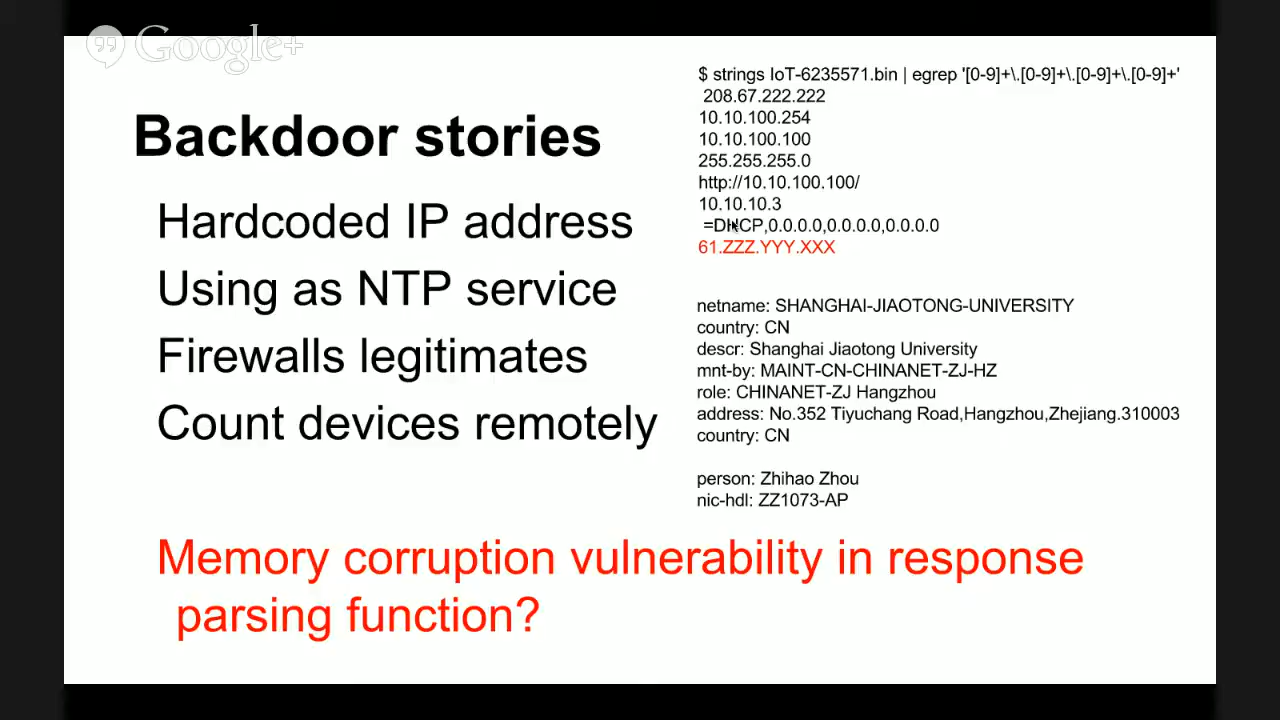 Google+
Backdoor stories
Hardcoded IP address
Using as NTP service
Firewalls legitimates
Count devices remotely
$ strings IoT-6235571.bin | egrep '[0-9]+\.[0-9]+\.[0-9]+\.[0-9]+'
208.67.222.222
10.10.100.254
10.10.100.100
255.255.255.0
http://10.10.100.100/
10.10.10.3
=DHCP,0.0.0.0,0.0.0.0,0.0.0.0
61.ZZZ.YYY.XXX
netname: SHANGHAI-JIAOTONG-UNIVERSITY
country: CN
descr: Shanghai Jiaotong University
mnt-by: MAINT-CN-CHINANET-ZJ-HZ
role: CHINANET-ZJ Hangzhou
address: No.352 Tiyuchang Road,Hangzhou,Zhejiang.310003
country: CN
person: Zhihao Zhou
nic-hdl: ZZ1073-AP
Memory corruption vulnerability in response
parsing function?